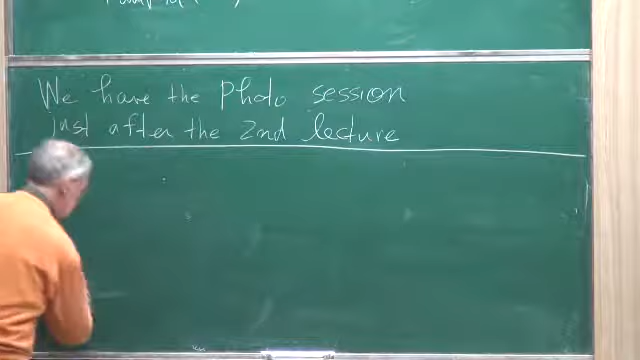 We have the photo session
just after the 2nd lecture